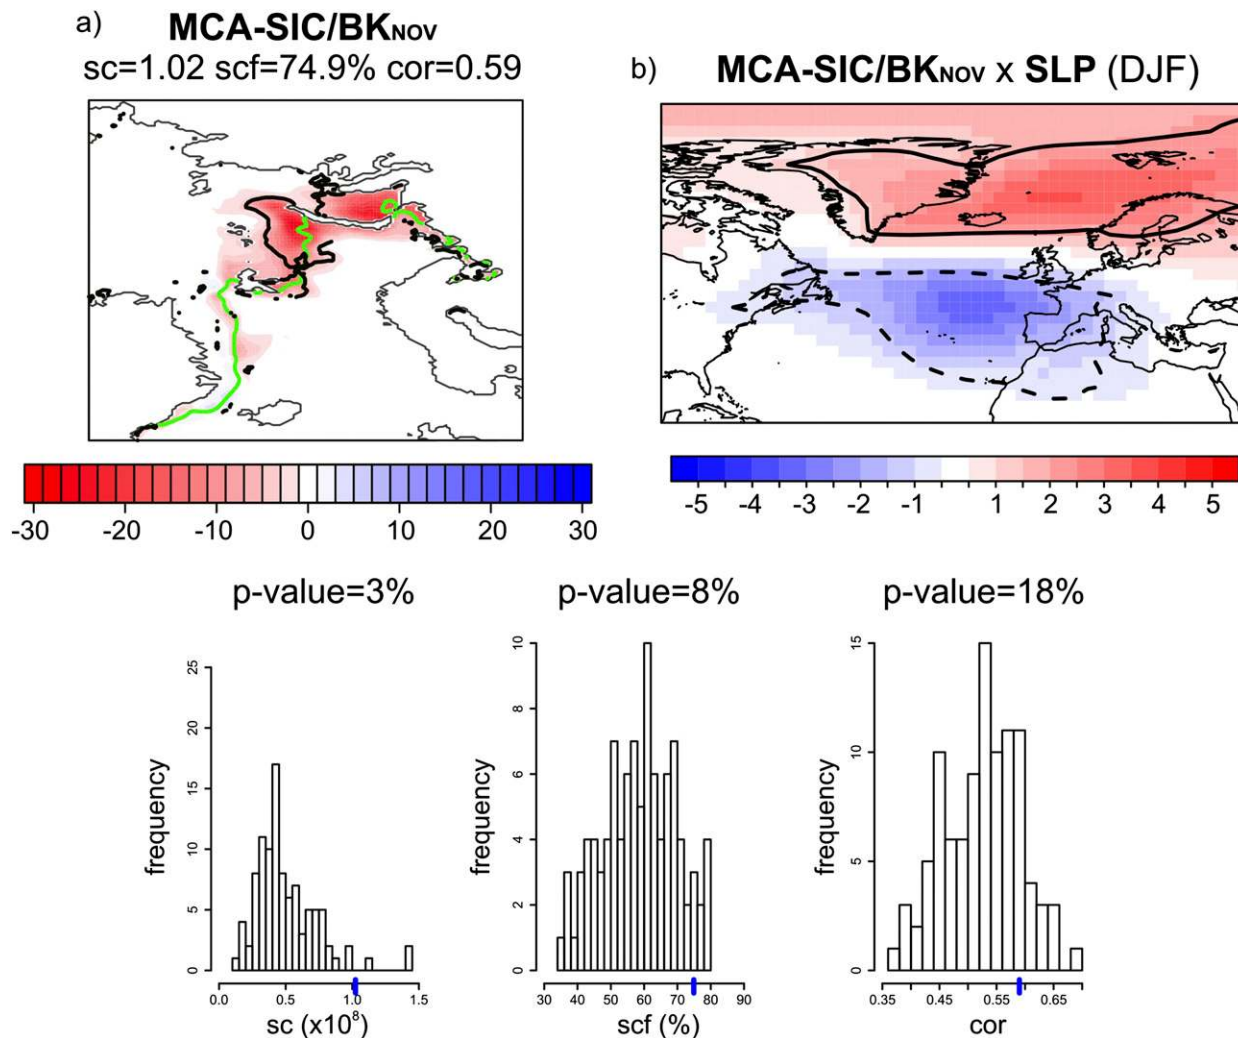 a) MCA-SIC/BKNOV
sc=1.02 scf=74.9% cor=0.59
b) MCA-SIC/BKNOV x SLP (DJF)
-30 -20 -10 0 10 20 30
-5 -4 -3 -2 -1 1 2 3 4 5
p-value=3% p-value=8% p-value=18%
frequency
25
20
15
10
5
0
0.0 0.5 1.0 1.5
sc (x10⁸)
frequency
10
8
6
4
2
0
30 40 50 60 70 80 90
scf (%)
frequency
15
10
5
0
0.35 0.45 0.55 0.65
cor